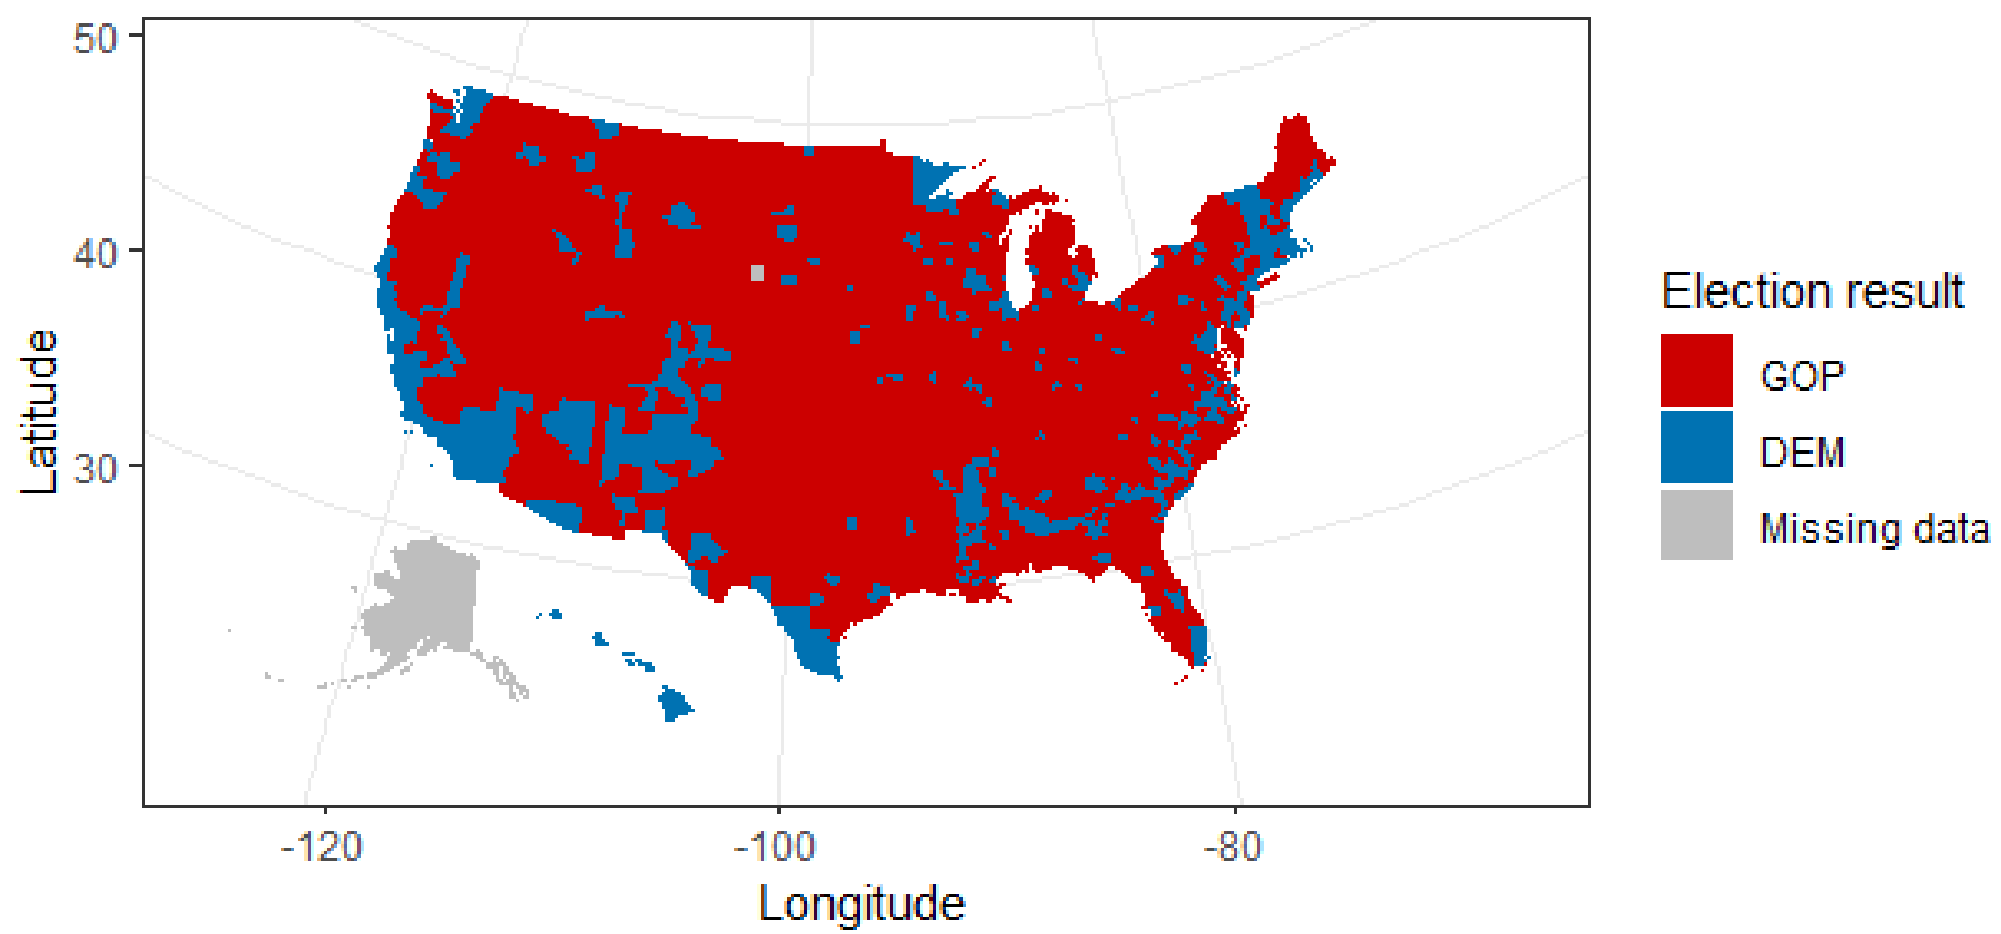 50
40
30
Latitude
-120
-100
-80
Longitude
Election result
GOP
DEM
Missing data